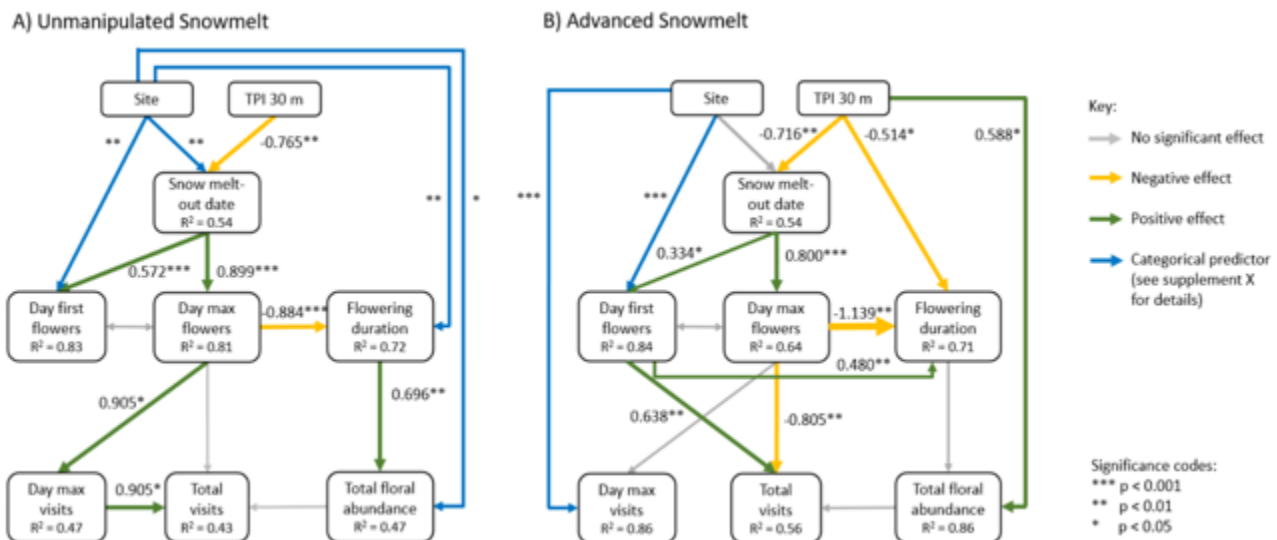 A) Unmanipulated Snowmelt
Site
TPI 30 m
**
**
-0.765**
Snow melt-
out date
R² = 0.54
**
*
0.572***
0.899***
Day first
flowers
R² = 0.83
Day max
flowers
R² = 0.81
-0.884***
Flowering
duration
R² = 0.72
0.905*
0.696**
Day max
visits
R² = 0.47
0.905*
Total
visits
R² = 0.43
Total floral
abundance
R² = 0.47
B) Advanced Snowmelt
Site
TPI 30 m
-0.716**
-0.514*
0.588*
Snow melt-
out date
R² = 0.54
***
***
0.334*
0.800***
Day first
flowers
R² = 0.84
Day max
flowers
R² = 0.64
-1.139**
Flowering
duration
R² = 0.71
0.480**
0.638**
-0.805**
Day max
visits
R² = 0.86
Total
visits
R² = 0.56
Total floral
abundance
R² = 0.86
Key:
No significant effect
Negative effect
Positive effect
Categorical predictor
(see supplement X
for details)
Significance codes:
*** p < 0.001
** p < 0.01
* p < 0.05